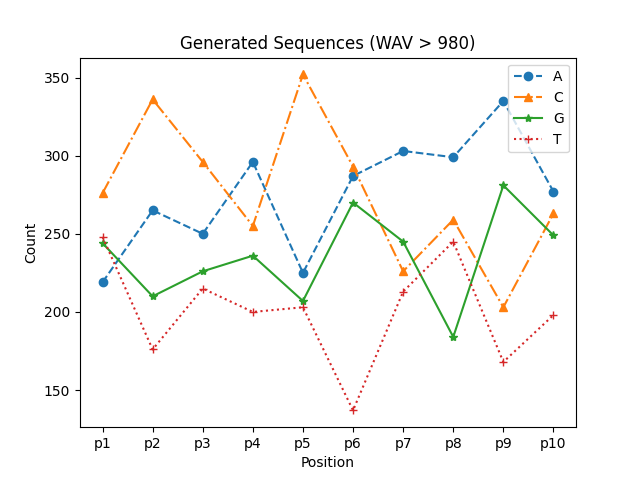 Generated Sequences (WAV > 980)
A
C
G
T
350
300
250
200
150
Count
p1 p2 p3 p4 p5 p6 p7 p8 p9 p10
Position